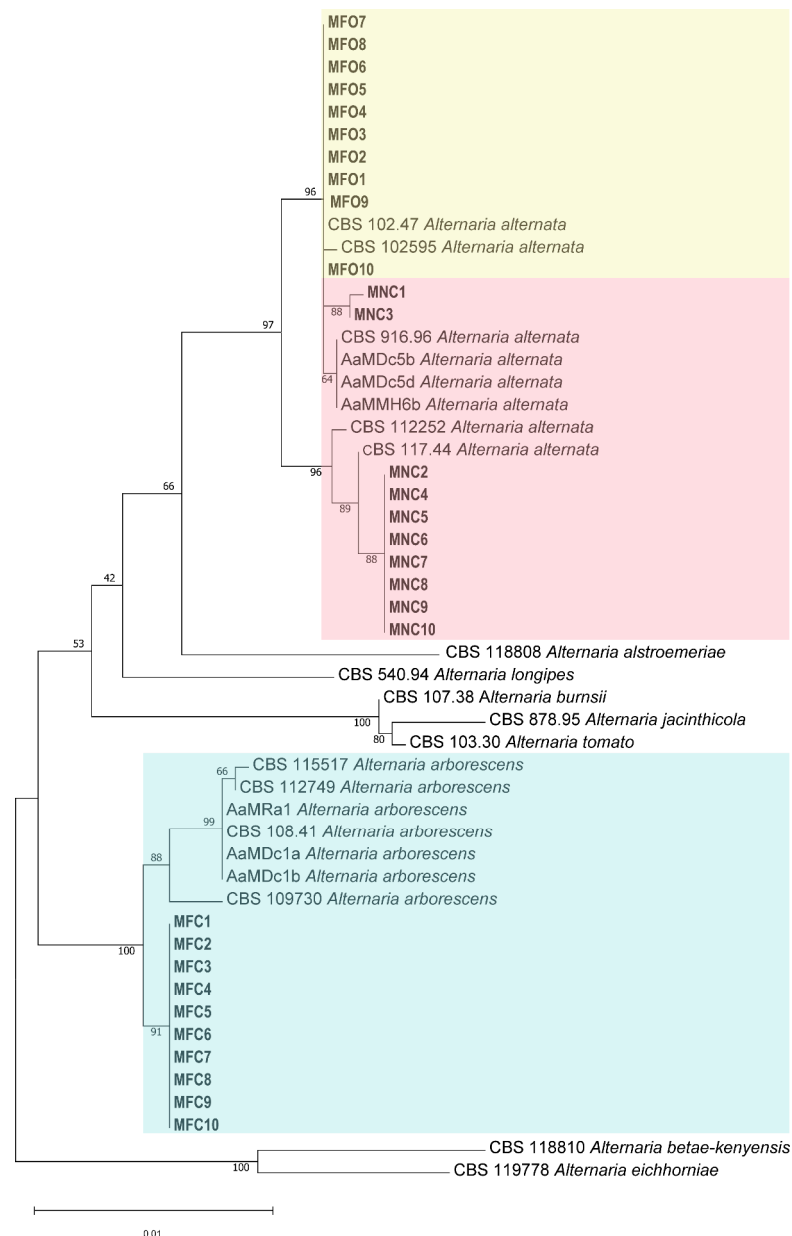 MFO7
MFO8
MFO6
MFO5
MFO4
MFO3
MFO2
MFO1
96
MFO9
CBS 102.47 Alternaria alternata
CBS 102595 Alternaria alternata
MFO10
MNC1
88
MNC3
97
CBS 916.96 Alternaria alternata
AaMDc5b Alternaria alternata
64
AaMDc5d Alternaria alternata
AaMMH6b Alternaria alternata
CBS 112252 Alternaria alternata
CBS 117.44 Alternaria alternata
96
MNC2
66
MNC4
89
MNC5
MNC6
88
MNC7
42
MNC8
MNC9
MNC10
53
CBS 118808 Alternaria alstroemeriae
CBS 540.94 Alternaria longipes
CBS 107.38 Alternaria burnsii
100
CBS 878.95 Alternaria jacinthicola
80
CBS 103.30 Alternaria tomato
CBS 115517 Alternaria arborescens
66
CBS 112749 Alternaria arborescens
AaMRa1 Alternaria arborescens
99
CBS 108.41 Alternaria arborescens
88
AaMDc1a Alternaria arborescens
AaMDc1b Alternaria arborescens
CBS 109730 Alternaria arborescens
MFC1
MFC2
100
MFC3
MFC4
MFC5
91
MFC6
MFC7
MFC8
MFC9
MFC10
CBS 118810 Alternaria betae-kenyensis
100
CBS 119778 Alternaria eichhorniae
0.01